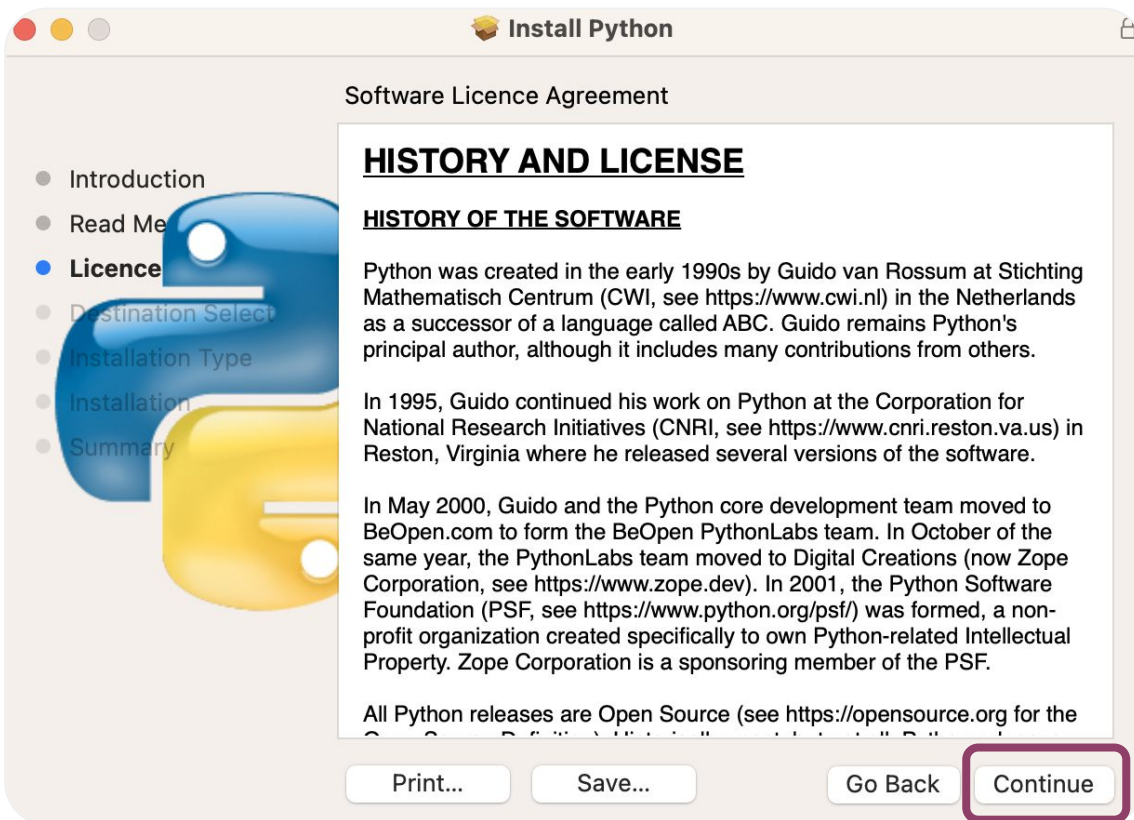 Install Python
Software Licence Agreement
Introduction
Read Me
Licence
Destination Select
Installation Type
Installation
Summary
HISTORY AND LICENSE
HISTORY OF THE SOFTWARE
Python was created in the early 1990s by Guido van Rossum at Stichting
Mathematisch Centrum (CWI, see https://www.cwi.nl) in the Netherlands
as a successor of a language called ABC. Guido remains Python's
principal author, although it includes many contributions from others.
In 1995, Guido continued his work on Python at the Corporation for
National Research Initiatives (CNRI, see https://www.cnri.reston.va.us) in
Reston, Virginia where he released several versions of the software.
In May 2000, Guido and the Python core development team moved to
BeOpen.com to form the BeOpen PythonLabs team. In October of the
same year, the PythonLabs team moved to Digital Creations (now Zope
Corporation, see https://www.zope.dev). In 2001, the Python Software
Foundation (PSF, see https://www.python.org/psf/) was formed, a non-
profit organization created specifically to own Python-related Intellectual
Property. Zope Corporation is a sponsoring member of the PSF.
All Python releases are Open Source (see https://opensource.org for the
Print...
Save...
Go Back
Continue